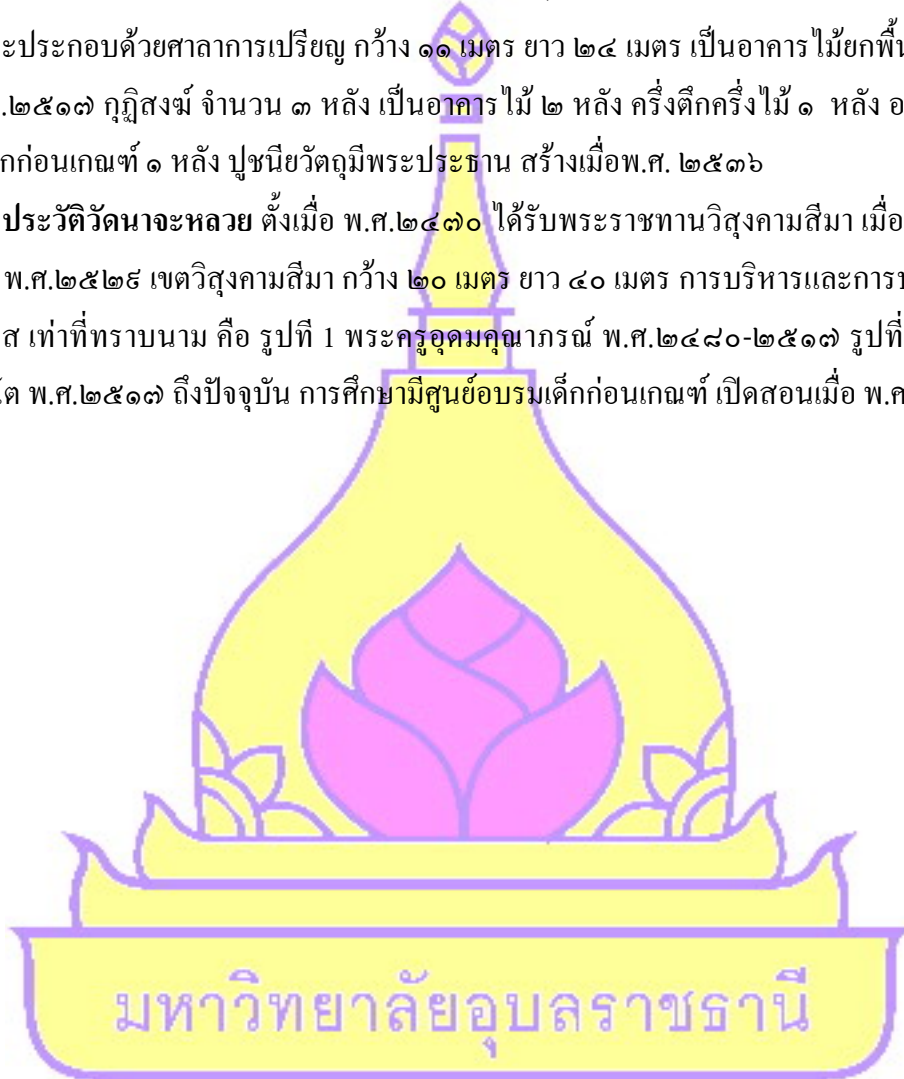 ะประกอบด้วยศาลาการเปรียญ กว้าง ๑๑ เมตร ยาว ๒๔ เมตร เป็นอาคารไม้ยกพื้น
.๒๕๑๗ กุฏิสงฆ์ จำนวน ๓ หลัง เป็นอาคารไม้ ๒ หลัง ครึ่งตึกครึ่งไม้ ๑ หลัง อ
กก่อนเกณฑ์ ๑ หลัง ปูชนียวัตถุมีพระประธาน สร้างเมื่อพ.ศ. ๒๕๓๖
ประวัติวัดนาจะหลวย ตั้งเมื่อ พ.ศ.๒๔๗๐ ได้รับพระราชทานวิสุงคามสีมา เมื่อ
พ.ศ.๒๕๒๙ เขตวิสุงคามสีมา กว้าง ๒๐ เมตร ยาว ๔๐ เมตร การบริหารและการป
ส เท่าที่ทราบนาม คือ รูปที 1 พระครูอุดมคุณาภรณ์ พ.ศ.๒๔๘๐-๒๕๑๗ รูปที่
โต พ.ศ.๒๕๑๗ ถึงปัจจุบัน การศึกษามีศูนย์อบรมเด็กก่อนเกณฑ์ เปิดสอนเมื่อ พ.ศ
มหาวิทยาลัยอุบลราชธานี